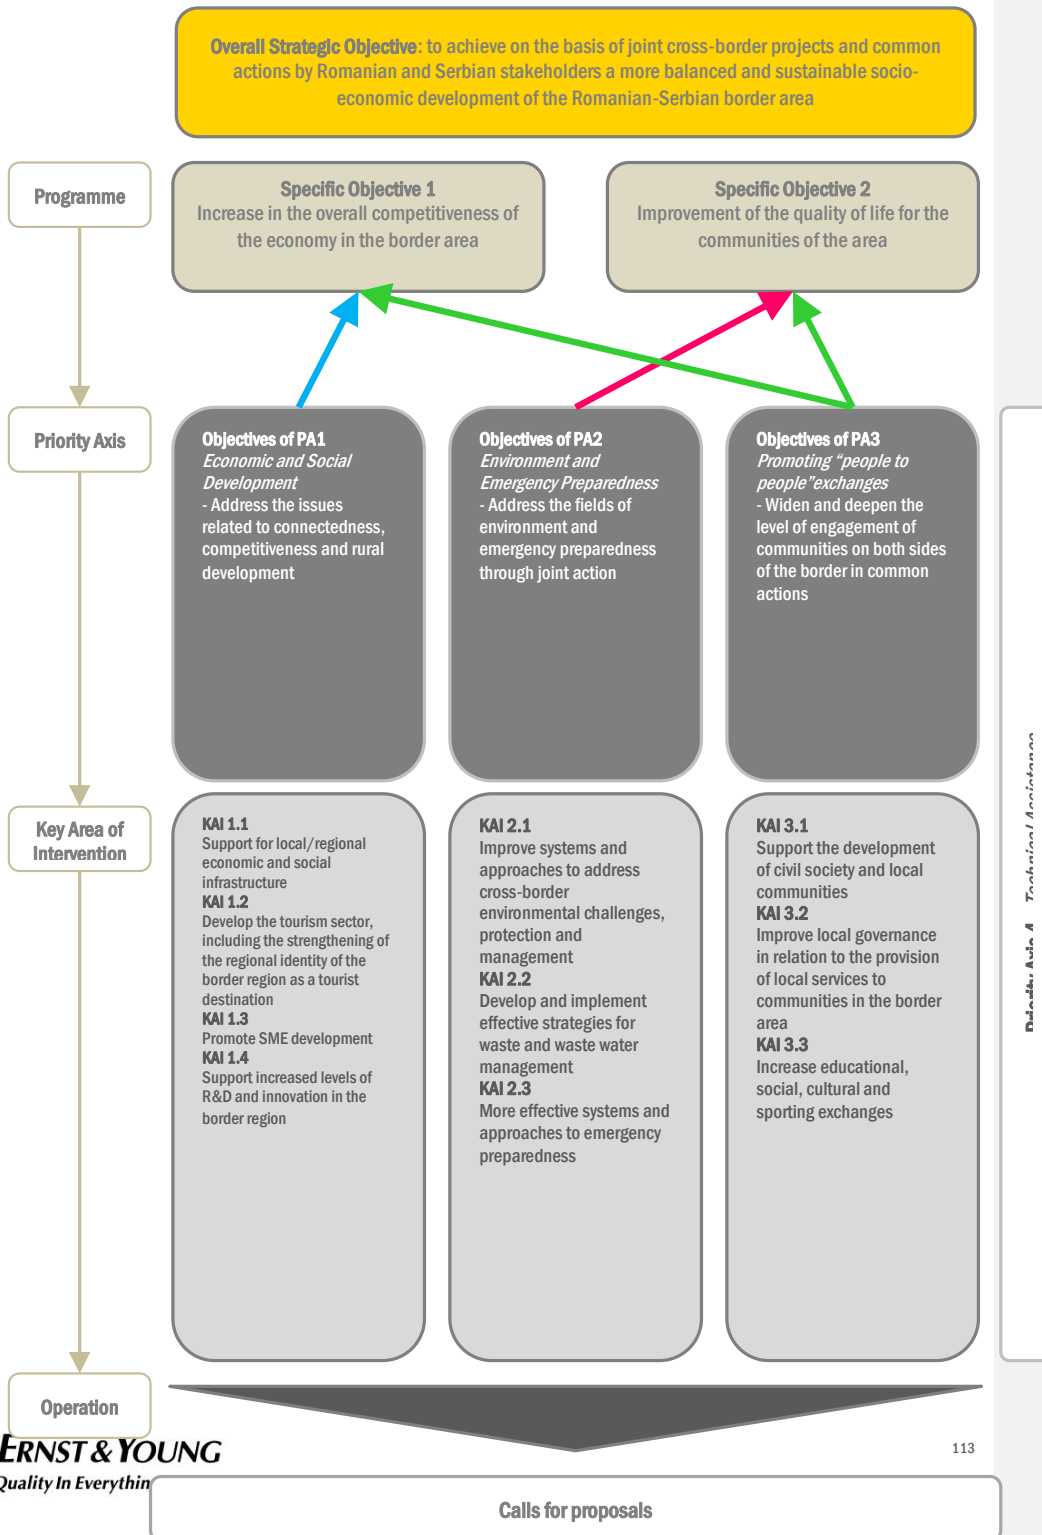 Overall Strategic Objective: to achieve on the basis of joint cross-border projects and common
actions by Romanian and Serbian stakeholders a more balanced and sustainable socio-
economic development of the Romanian-Serbian border area
Programme
Specific Objective 1
Increase in the overall competitiveness of
the economy in the border area
Specific Objective 2
Improvement of the quality of life for the
communities of the area
Priority Axis
Objectives of PA1
Economic and Social
Development
- Address the issues
related to connectedness,
competitiveness and rural
development
Objectives of PA2
Environment and
Emergency Preparedness
- Address the fields of
environment and
emergency preparedness
through joint action
Objectives of PA3
Promoting “people to
people”exchanges
- Widen and deepen the
level of engagement of
communities on both sides
of the border in common
actions
Key Area of
Intervention
KAI 1.1
Support for local/regional
economic and social
infrastructure
KAI 1.2
Develop the tourism sector,
including the strengthening of
the regional identity of the
border region as a tourist
destination
KAI 1.3
Promote SME development
KAI 1.4
Support increased levels of
R&D and innovation in the
border region
KAI 2.1
Improve systems and
approaches to address
cross-border
environmental challenges,
protection and
management
KAI 2.2
Develop and implement
effective strategies for
waste and waste water
management
KAI 2.3
More effective systems and
approaches to emergency
preparedness
KAI 3.1
Support the development
of civil society and local
communities
KAI 3.2
Improve local governance
in relation to the provision
of local services to
communities in the border
area
KAI 3.3
Increase educational,
social, cultural and
sporting exchanges
Priority Axis 4 Technical Assistance
Operation
ERNST & YOUNG
Quality In Everythin
113
Calls for proposals